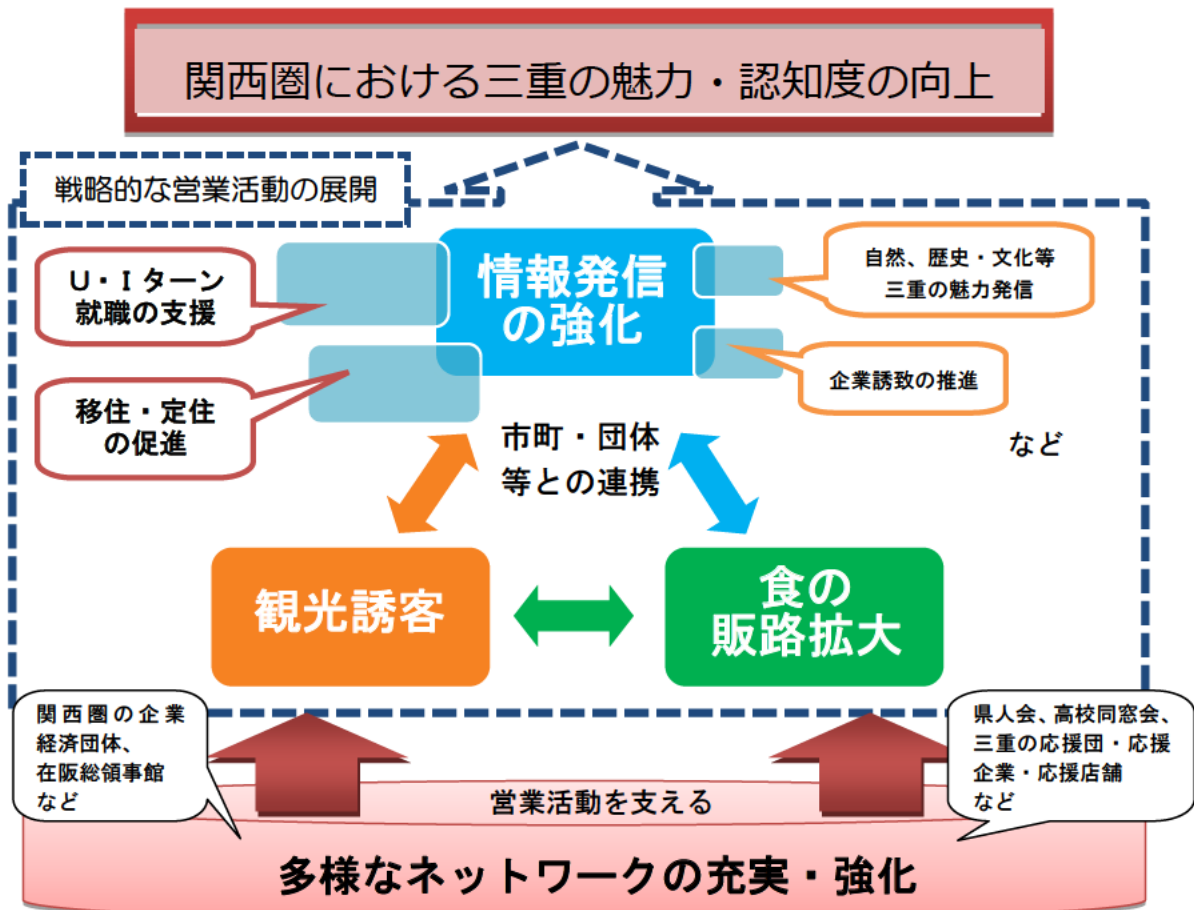 関西圏における三重の魅力・認知度の向上
戦略的な営業活動の展開
U・Iターン
就職の支援
情報発信
の強化
自然、歴史・文化等
三重の魅力発信
移住・定住
の促進
企業誘致の推進
市町・団体
等との連携
など
観光誘客
食の
販路拡大
関西圏の企業
経済団体、
在阪総領事館
など
県人会、高校同窓会、
三重の応援団・応援
企業・応援店舗
など
営業活動を支える
多様なネットワークの充実・強化